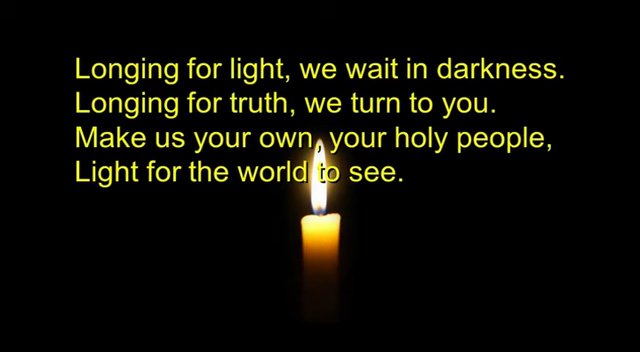 Longing for light, we wait in darkness.
Longing for truth, we turn to you.
Make us your own, your holy people,
Light for the world to see.